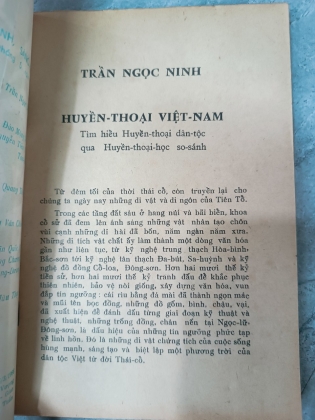 TRẦN NGỌC NINH
HUYỀN-THOẠI VIỆT-NAM
Tìm hiểu Huyền-thoại dân-tộc
qua Huyền-thoại-học so-sánh
Từ đêm tối của thời thái cổ, còn truyền lại cho
chúng ta ngày nay những di vật và di ngôn của Tiên Tổ.
Trong các tầng đất sâu ở hang núi và hải biển, khoa
cổ sử đã đem lên ánh sáng những vật nhân tạo chôn
vùi cạnh những di hài đã bốn, năm ngàn năm xưa.
Những di tích vật chất ấy làm thành một dòng văn hóa
gần như liên tục, từ kỹ nghệ trung thạch Hòa-bình-
Bắc-sơn tới kỹ nghệ tân thạch Đa-bút, Sa-huỳnh và kỹ
nghệ đồ đồng Cổ-loa, Đông-sơn. Hơn hai mươi thế kỷ
tiền sử, hơn hai mươi thế kỷ tranh đấu để khắc phục
thiên nhiên, bảo vệ nòi giống, xây dựng văn hóa, vun
đắp tín ngưỡng: cái rìu bằng đá mài đã thành ngọn mác
và mũi tên bọc đồng, những đồ gốm, bình, châu, vại,
đã xuất hiện để đánh dấu từng giai đoạn kỹ thuật và
nghệ thuật, những trống đồng, chân nến tại Ngọc-lữ-
Đông-sơn, là dấu hiệu của những tín ngưỡng phức tạp
về linh hồn. Đó là những di vật chứng tích của cuộc sống
hùng mạnh, sáng tạo và biệt lập một phương trời của
dân tộc Việt từ đời Thái-cổ.